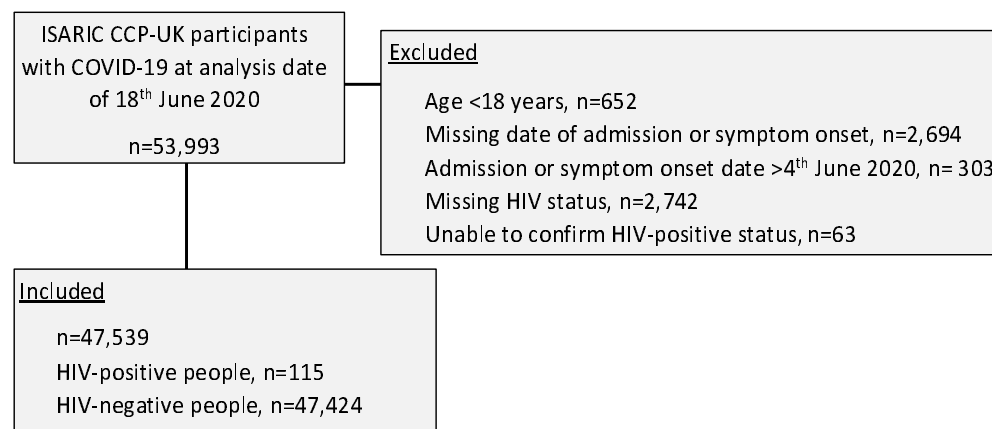 ISARIC CCP-UK participants
with COVID-19 at analysis date
of 18th June 2020
n=53,993
Excluded
Age <18 years, n=652
Missing date of admission or symptom onset, n=2,694
Admission or symptom onset date >4th June 2020, n= 303
Missing HIV status, n=2,742
Unable to confirm HIV-positive status, n=63
Included
n=47,539
HIV-positive people, n=115
HIV-negative people, n=47,424